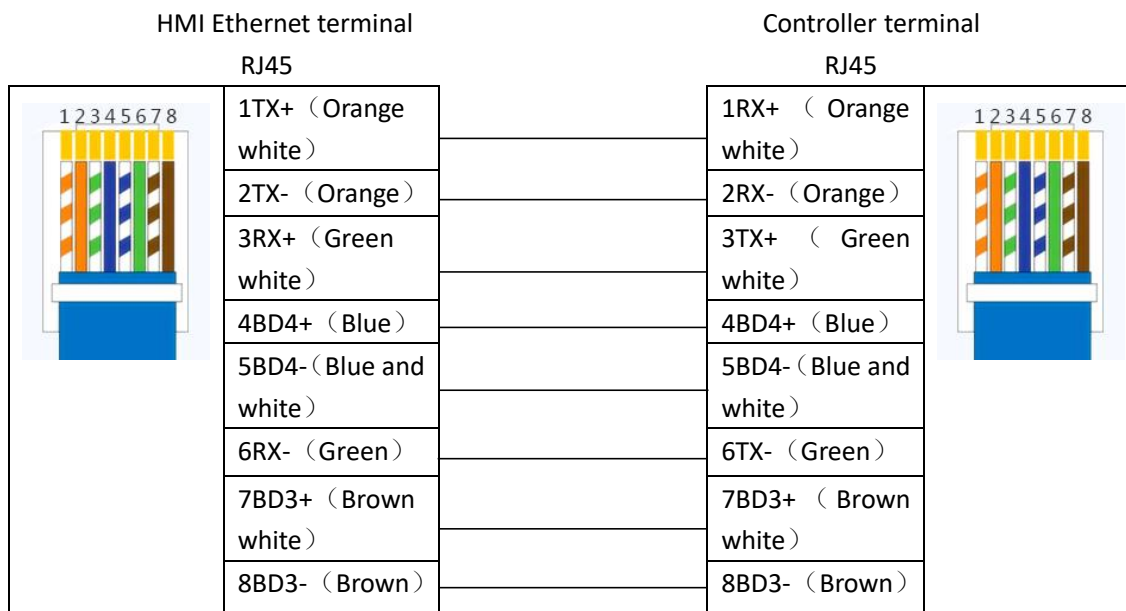 HMI Ethernet terminal
Controller terminal
RJ45
RJ45
12345678
1TX+（Orange
white）
2TX-（Orange）
3RX+（Green
white）
4BD4+（Blue）
5BD4-（Blue and
white）
6RX-（Green）
7BD3+（Brown
white）
8BD3-（Brown）
1RX+ （ Orange
white）
2RX-（Orange）
3TX+ （ Green
white）
4BD4+（Blue）
5BD4-（Blue and
white）
6TX-（Green）
7BD3+ （ Brown
white）
8BD3-（Brown）
12345678